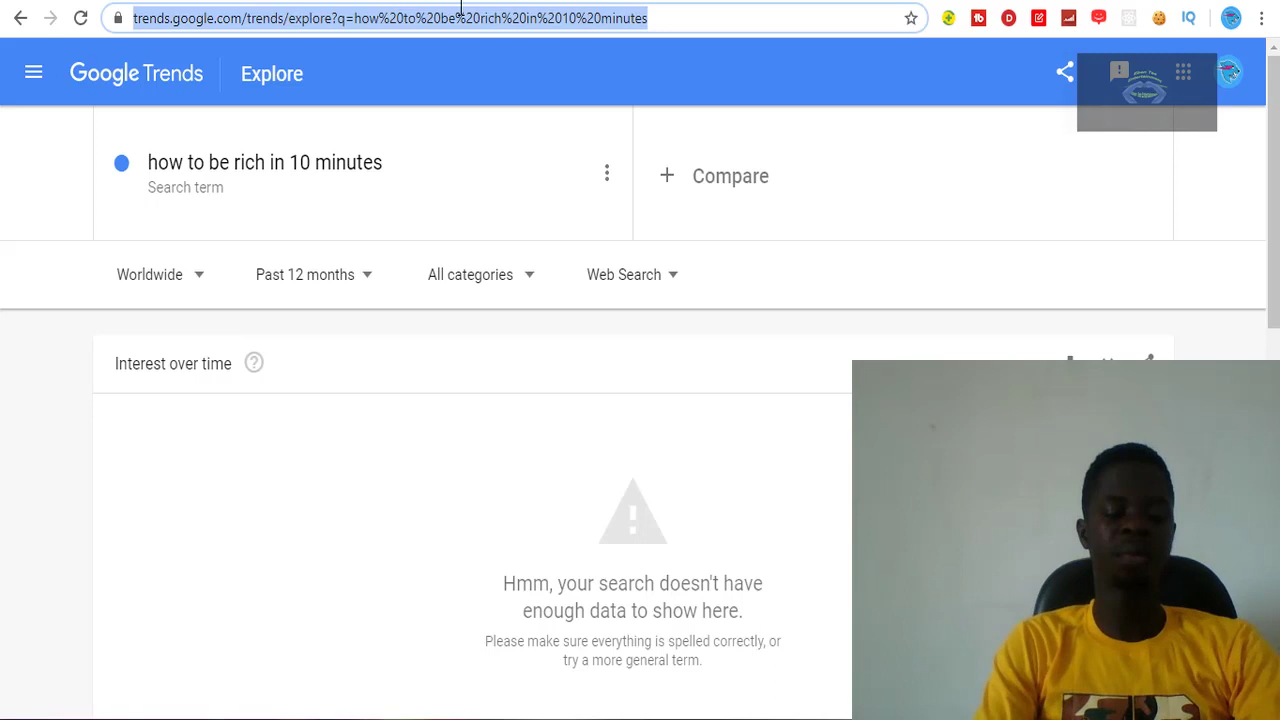 trends.google.com/trends/explore?q=how%20to%20be%20rich%20in%2010%20minutes
Google Trends
Explore
how to be rich in 10 minutes
Search term
+ Compare
Worldwide
Past 12 months
All categories
Web Search
Interest over time
Hmm, your search doesn't have
enough data to show here.
Please make sure everything is spelled correctly, or
try a more general term.